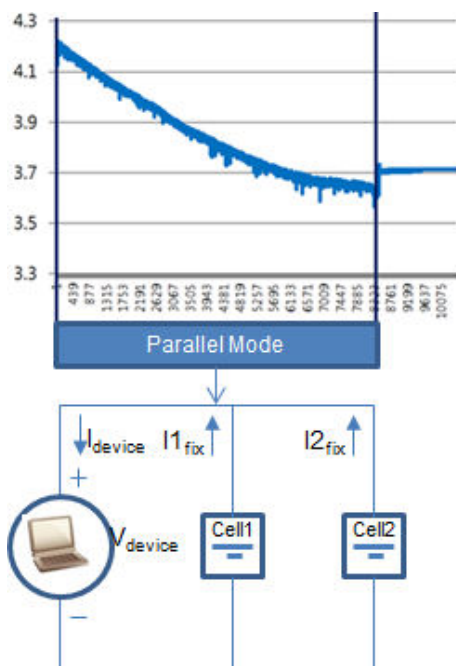 4.3
4.1
3.9
3.7
3.5
3.3
1 439 877 1315 1753 2191 2629 3067 3505 3943 4381 4819 5257 5695 6133 6571 7009 7447 7885 8323 8761 9199 9637 10075
Parallel Mode
Idevice I1fix I2fix
+
Cell1 Cell2
Vdevice
−